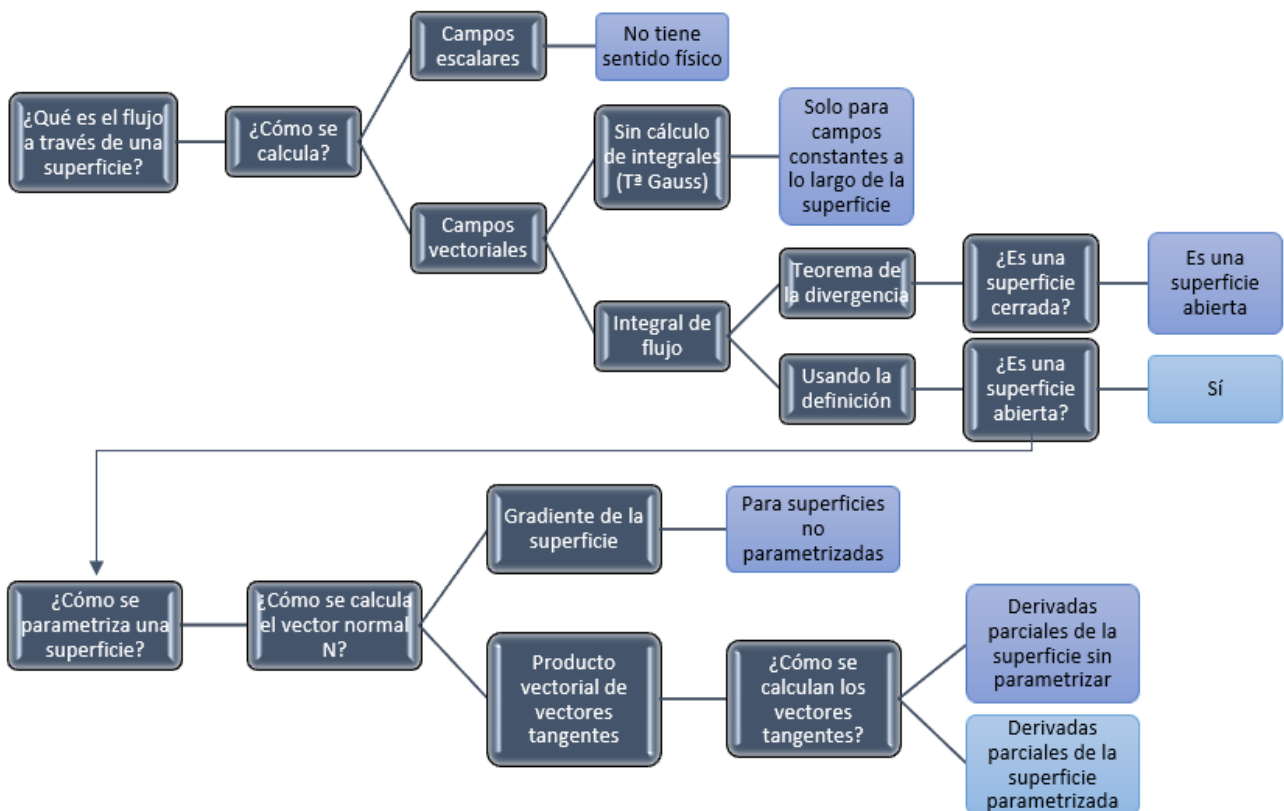 Campos
escalares
No tiene
sentido físico
¿Qué es el flujo
a través de una
superficie?
¿Cómo se
calcula?
Sin cálculo
de integrales
(Tª Gauss)
Solo para
campos
constantes a
lo largo de la
superficie
Campos
vectoriales
Teorema de
la divergencia
¿Es una
superficie
cerrada?
Es una
superficie
abierta
Integral de
flujo
Usando la
definición
¿Es una
superficie
abierta?
Sí
Gradiente de la
superficie
Para superficies
no
parametrizadas
¿Cómo se
parametriza una
superficie?
¿Cómo se calcula
el vector normal
N?
Producto
vectorial de
vectores
tangentes
¿Cómo se
calculan los
vectores
tangentes?
Derivadas
parciales de la
superficie sin
parametrizar
Derivadas
parciales de la
superficie
parametrizada